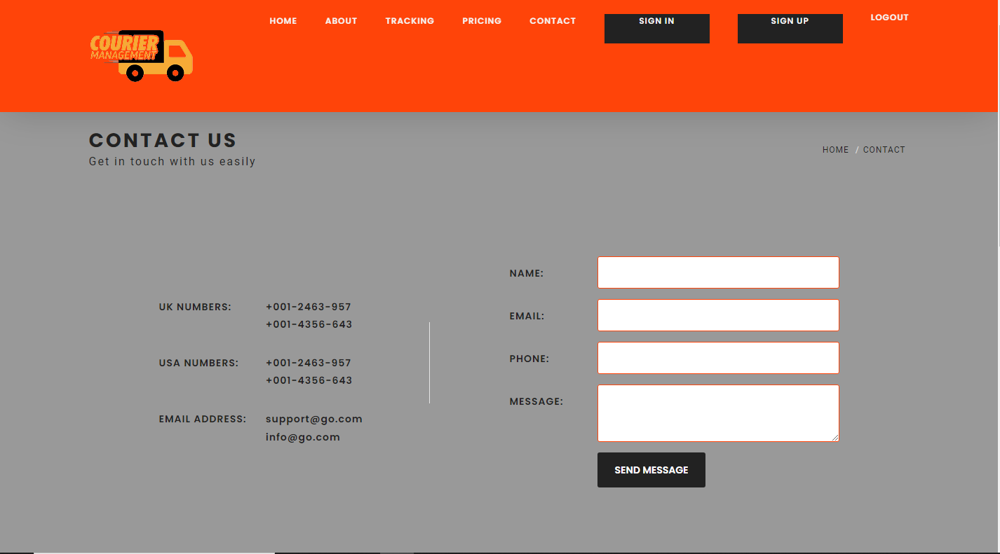 HOME ABOUT TRACKING PRICING CONTACT SIGN IN SIGN UP LOGOUT
COURIER
MANAGEMENT
CONTACT US
Get in touch with us easily
HOME / CONTACT
UK NUMBERS: +001-2463-957
+001-4356-643
USA NUMBERS: +001-2463-957
+001-4356-643
EMAIL ADDRESS: support@go.com
info@go.com
NAME:
EMAIL:
PHONE:
MESSAGE:
SEND MESSAGE